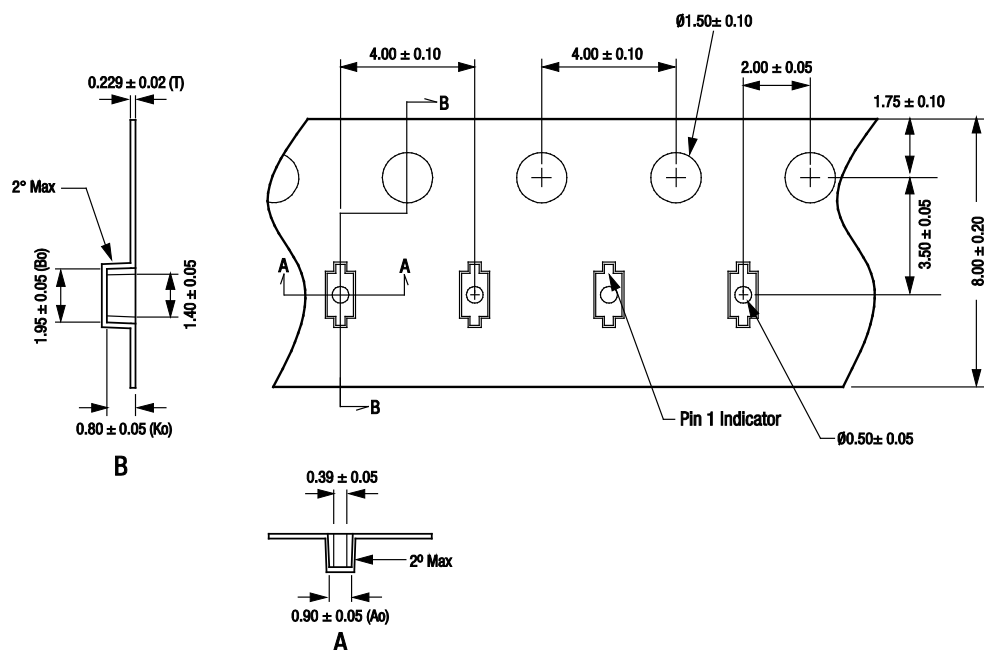 Ø1.50± 0.10
4.00 ± 0.10
4.00 ± 0.10
2.00 ± 0.05
0.229 ± 0.02 (T)
1.75 ± 0.10
B
2° Max
3.50 ± 0.05
8.00 ± 0.20
A
A
1.95 ± 0.05 (Bo)
1.40 ± 0.05
B
Pin 1 Indicator
0.80 ± 0.05 (Ko)
Ø0.50± 0.05
B
0.39 ± 0.05
2º Max
0.90 ± 0.05 (Ao)
A